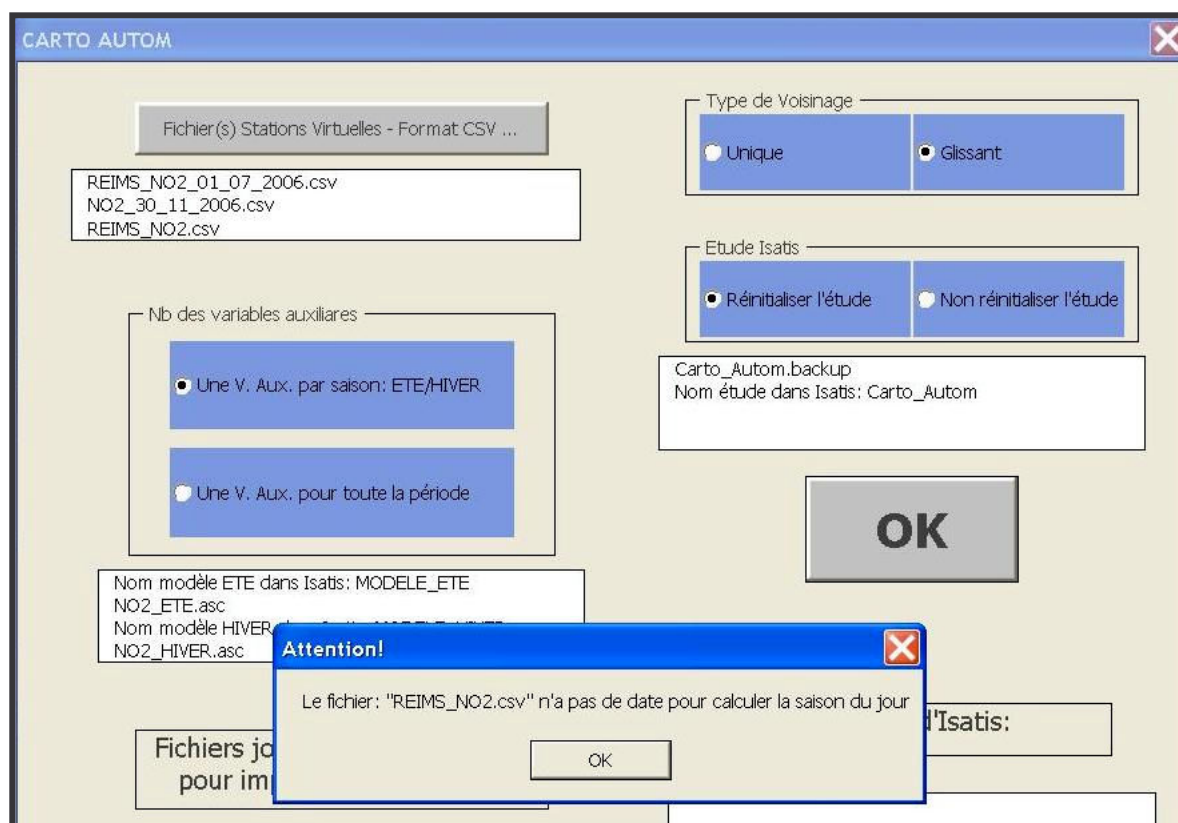 CARTO AUTOM
Fichier(s) Stations Virtuelles - Format CSV ...
REIMS_NO2_01_07_2006.csv
NO2_30_11_2006.csv
REIMS_NO2.csv
Type de Voisinage
Unique
Glissant
Etude Isatis
Réinitialiser l'étude
Non réinitialiser l'étude
Carto_Autom.backup
Nom étude dans Isatis: Carto_Autom
Nb des variables auxiliares
Une V. Aux. par saison: ETE/HIVER
Une V. Aux. pour toute la période
OK
Nom modèle ETE dans Isatis: MODELE_ETE
NO2_ETE.asc
Nom modèle HIVER
NO2_HIVER.asc
Attention!
Le fichier: "REIMS_NO2.csv" n'a pas de date pour calculer la saison du jour
OK
d'Isatis:
Fichiers
pour